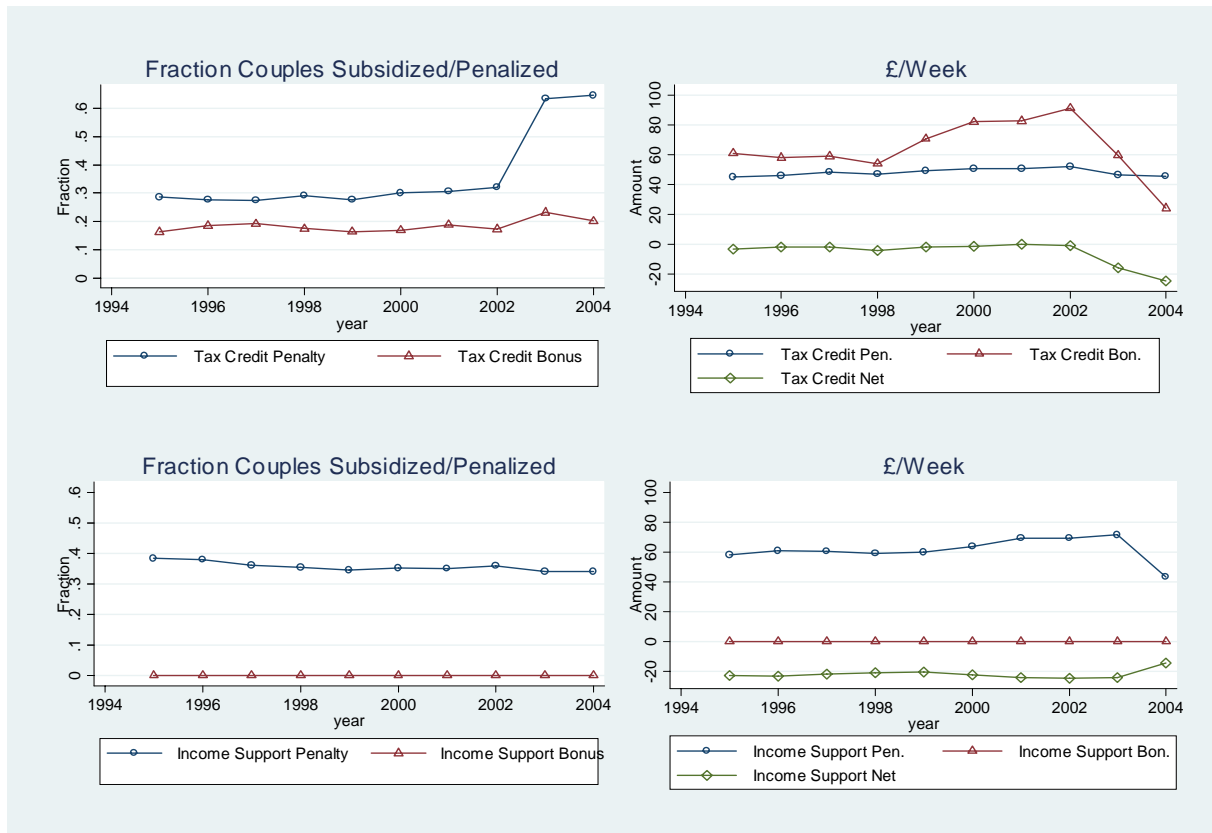 Fraction Couples Subsidized/Penalized
Fraction
0 .1 .2 .3 .4 .5 .6
1994 1996 1998 2000 2002 2004
year
Tax Credit Penalty Tax Credit Bonus
£/Week
Amount
-20 0 20 40 60 80 100
1994 1996 1998 2000 2002 2004
year
Tax Credit Pen. Tax Credit Bon.
Tax Credit Net
Fraction Couples Subsidized/Penalized
Fraction
0 .1 .2 .3 .4 .5 .6
1994 1996 1998 2000 2002 2004
year
Income Support Penalty Income Support Bonus
£/Week
Amount
-20 0 20 40 60 80 100
1994 1996 1998 2000 2002 2004
year
Income Support Pen. Income Support Bon.
Income Support Net